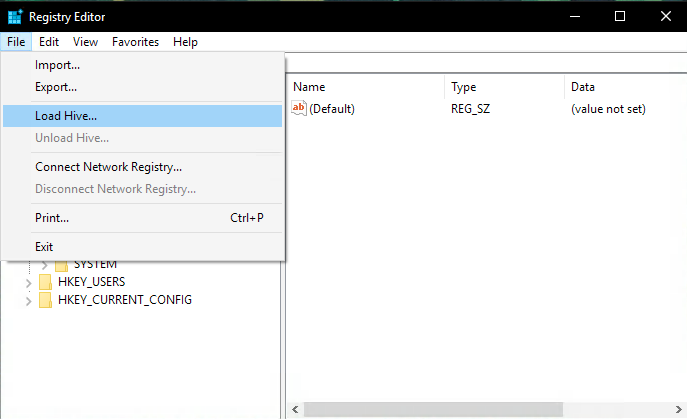 Registry Editor
File Edit View Favorites Help
Import...
Export...
Load Hive...
Unload Hive...
Connect Network Registry...
Disconnect Network Registry...
Print... Ctrl+P
Exit
SYSTEM
HKEY_USERS
HKEY_CURRENT_CONFIG
Name Type Data
ab (Default) REG_SZ (value not set)